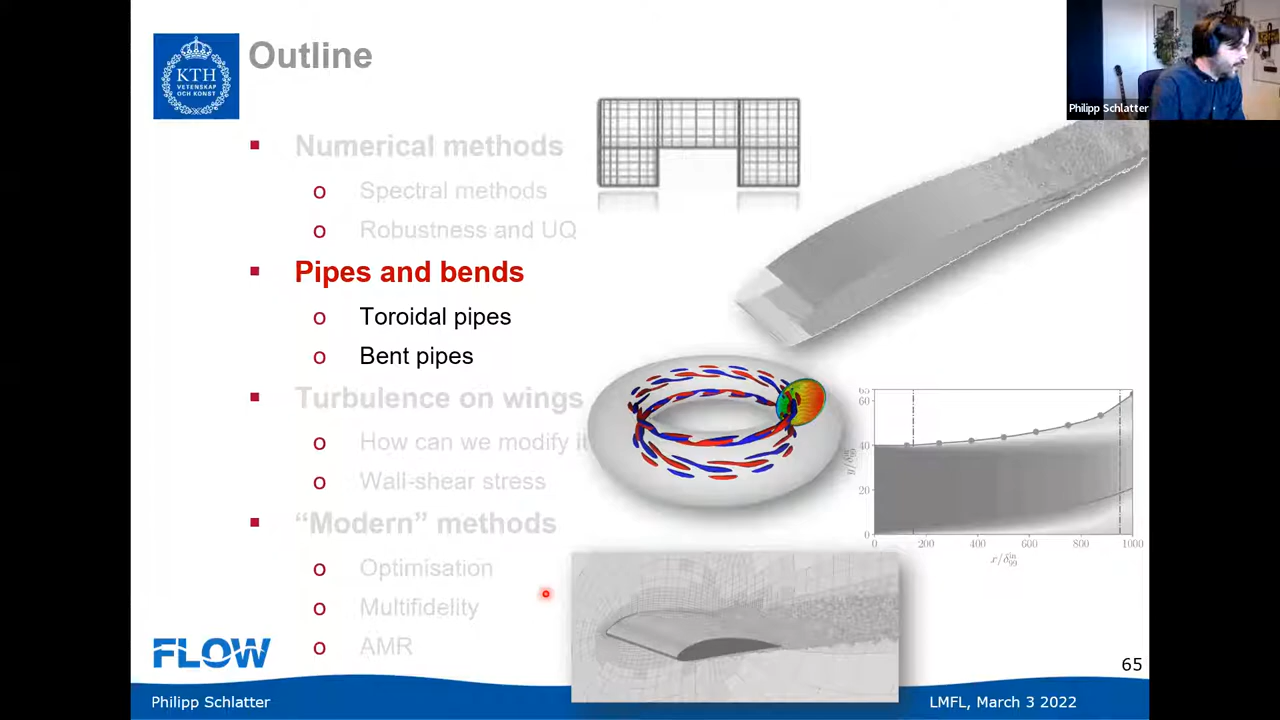 Outline
KTH
VETENSKAP
OCH KONST
Philipp Schlatter
Numerical methods
Spectral methods
Robustness and UQ
Pipes and bends
Toroidal pipes
Bent pipes
Turbulence on wings
How can we modify it
Wall-shear stress
“Modern” methods
Optimisation
Multifidelity
AMR
60
40
20
0
0 200 400 600 800 1000
FLOW
65
Philipp Schlatter
LMFL, March 3 2022